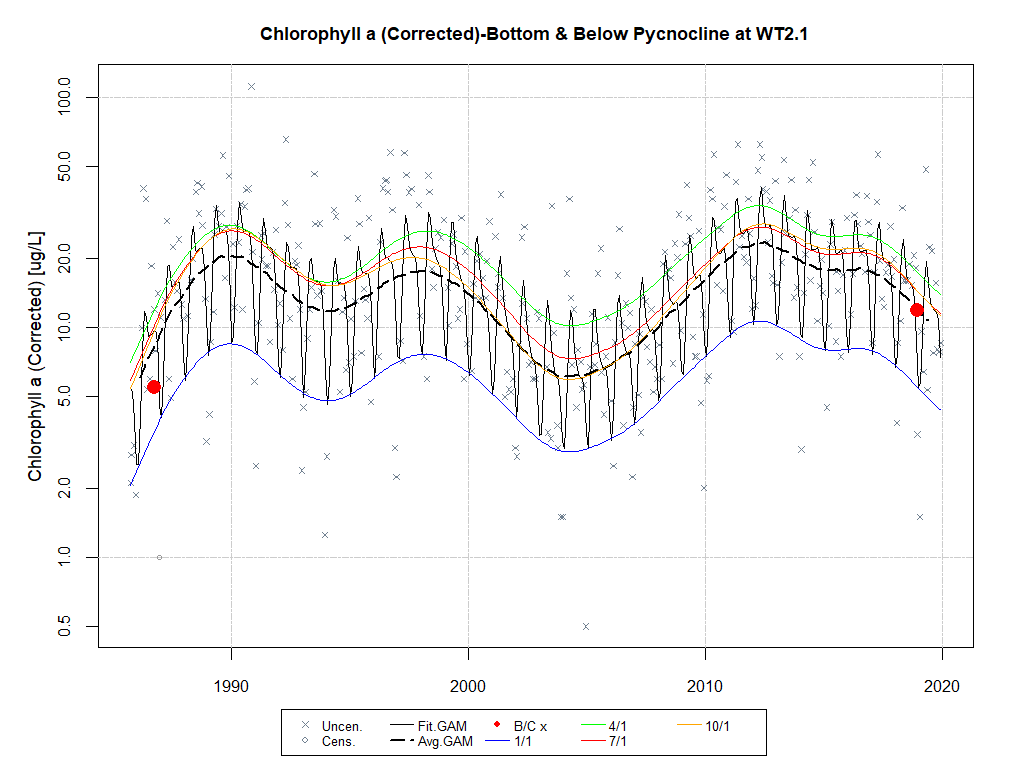 Chlorophyll a (Corrected)-Bottom & Below Pycnocline at WT2.1
Chlorophyll a (Corrected) [ug/L]
100.0
50.0
20.0
10.0
5.0
2.0
1.0
0.5
1990 2000 2010 2020
Uncen. Fit.GAM B/C x 4/1 10/1
Cens. Avg.GAM 1/1 7/1